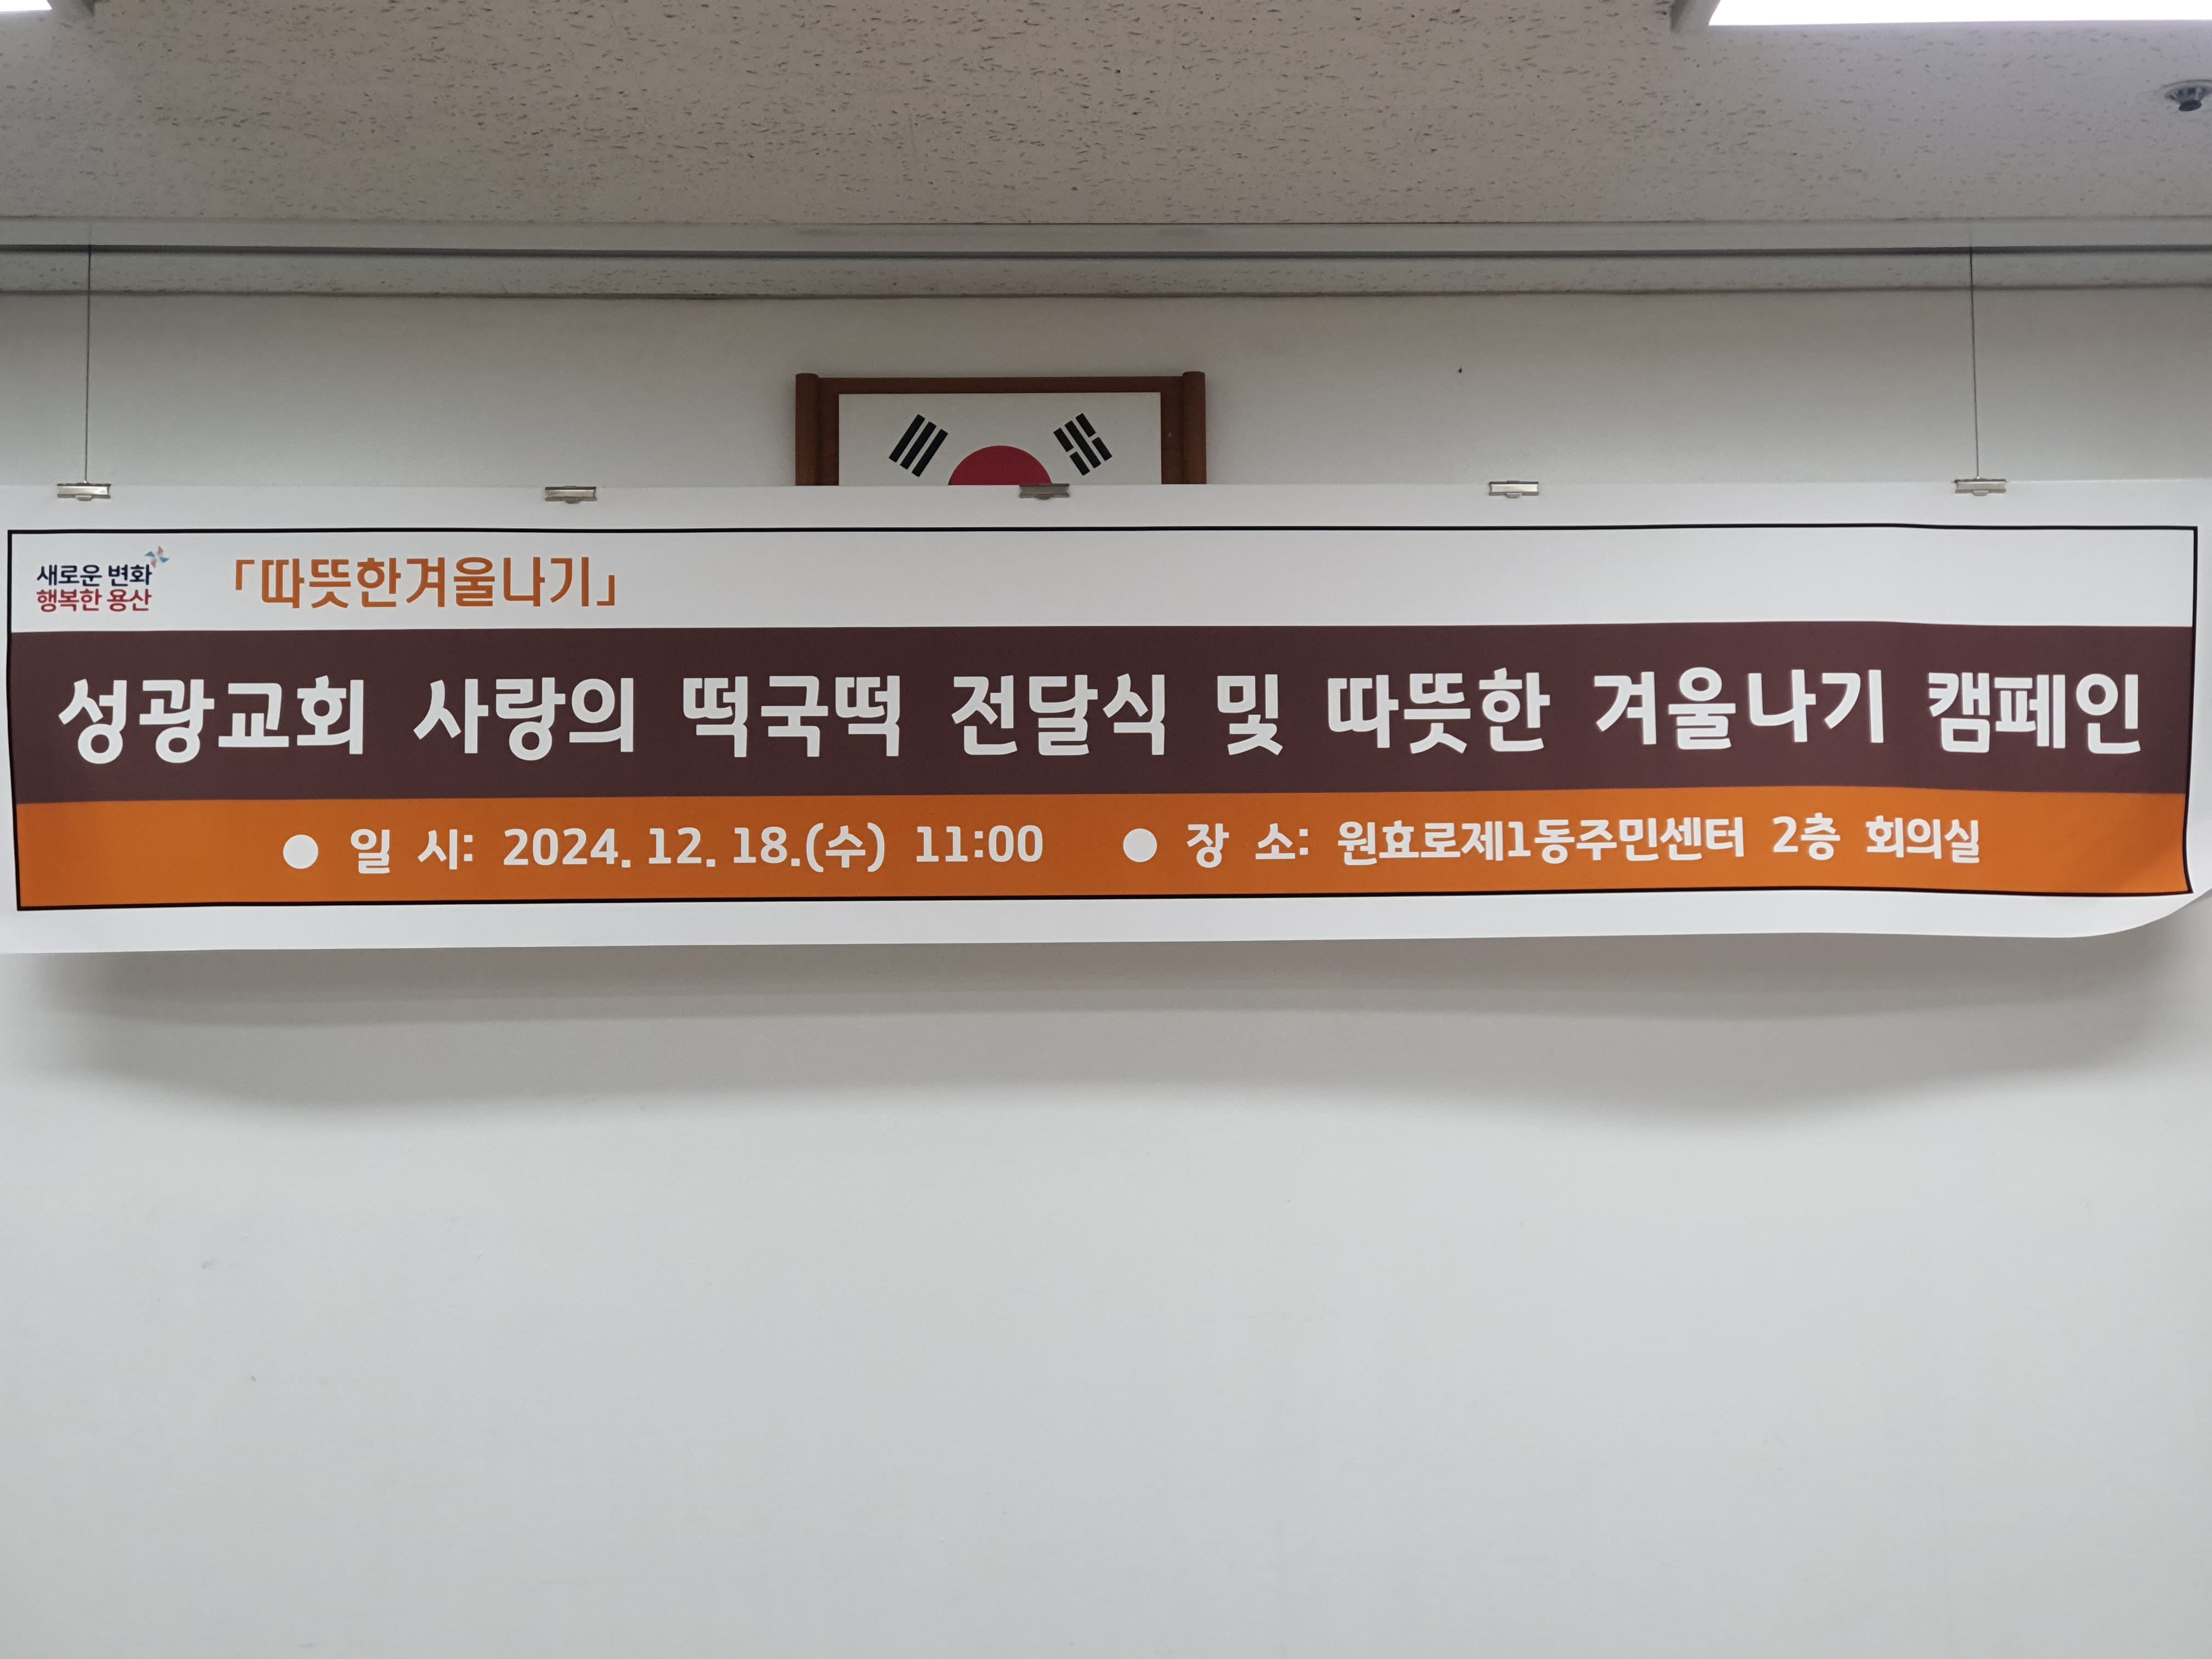 새로운 변화
행복한 용산
「따뜻한겨울나기」
성광교회 사랑의 떡국떡 전달식 및 따뜻한 겨울나기 캠페인
● 일 시: 2024. 12. 18.(수) 11:00 ● 장 소: 원효로제1동주민센터 2층 회의실